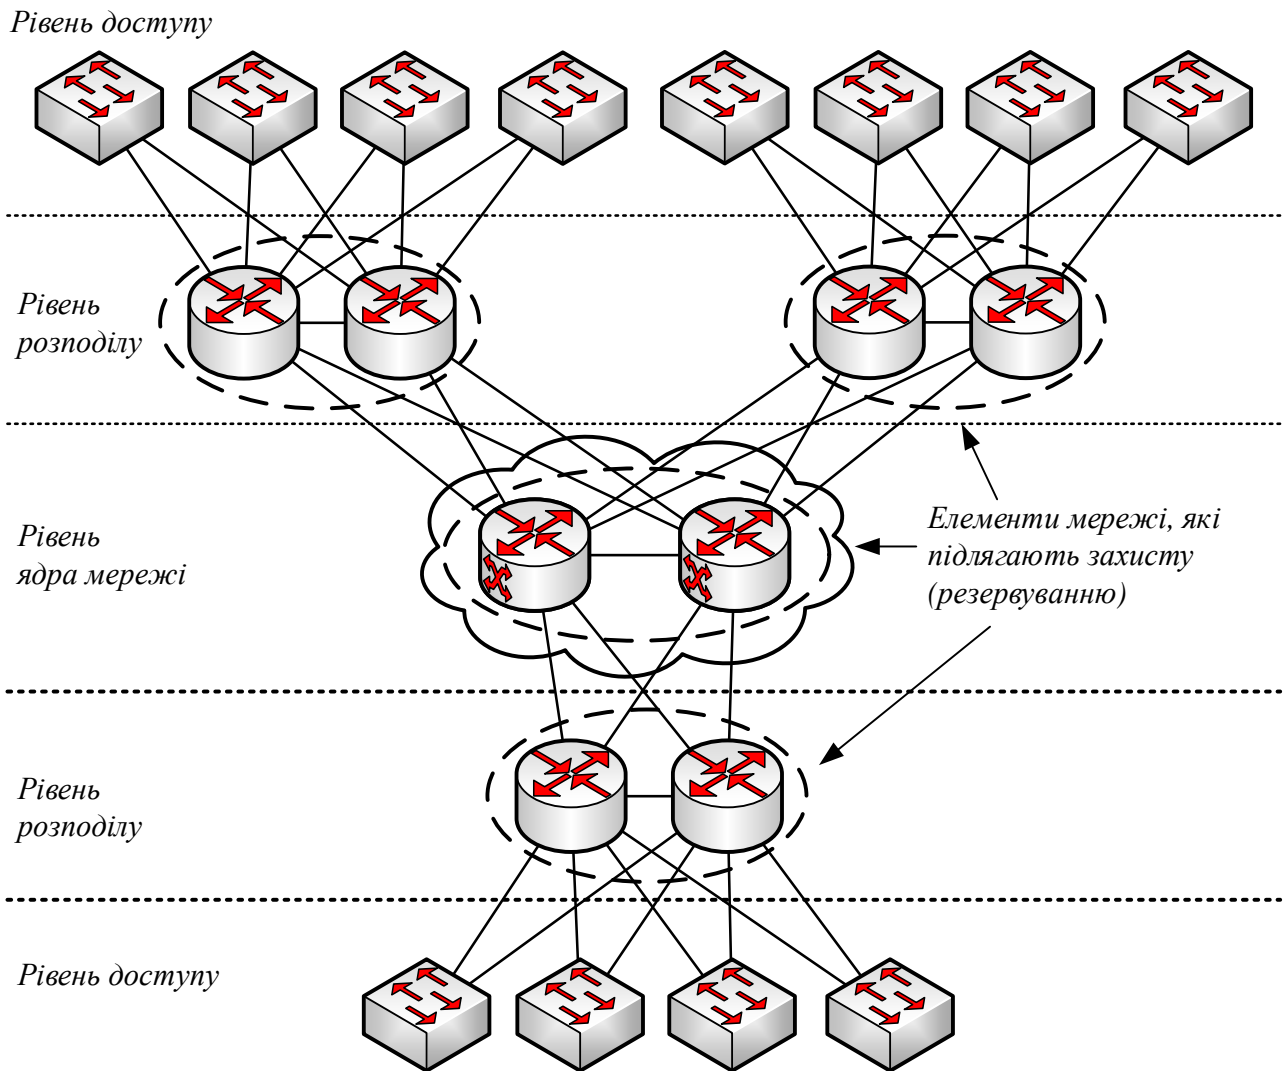 Рівень доступу
Рівень
розподілу
Рівень
ядра мережі
Елементи мережі, які
підлягають захисту
(резервуванню)
Рівень
розподілу
Рівень доступу